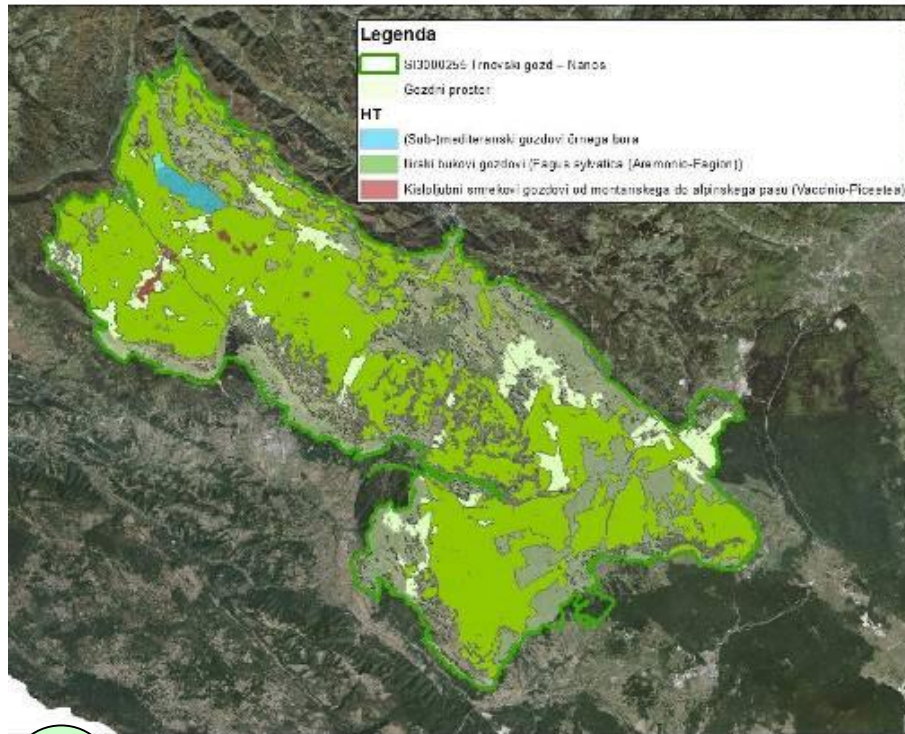 Legenda
SI3000255 Trnovski gozd – Nanos
Gozdni prostor
HT
(Sub-)mediteranski gozdovi črnega bora
Ilirski bukovi gozdovi (Fagus sylvatica (Aremonio-Fagion))
Kisloljubni smrekovi gozdovi od montanskega do alpinskega pasu (Vaccinio-Piceetea)